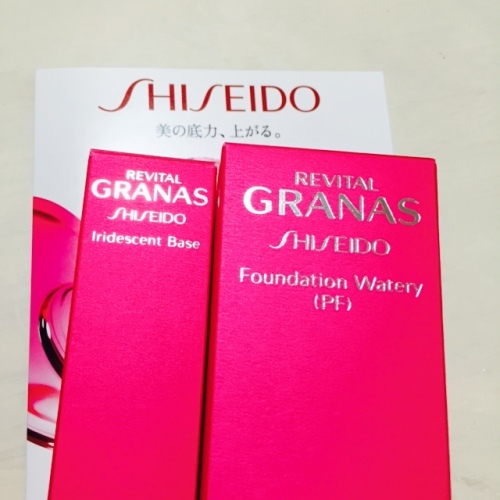 SHISEIDO
美の底力、上がる。
REVITAL
GRANAS
SHISEIDO
Iridescent Base
REVITAL
GRANAS
SHISEIDO
Foundation Watery
(PF)